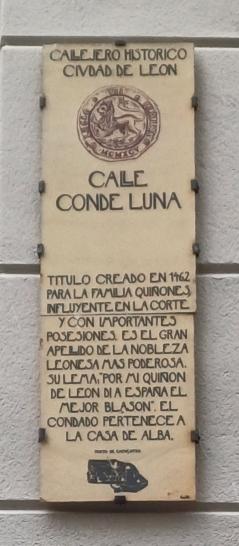 CALLEJERO HISTORICO
CIVDAD DE LEON
CALLE
CONDE LUNA
TITULO CREADO EN 1462
PARA LA FAMILIA QUIÑONES,
INFLUYENTE EN LA CORTE
Y CON IMPORTANTES
POSESIONES. ES EL GRAN
APELLIDO DE LA NOBLEZA
LEONESA MAS PODEROSA.
SU LEMA, "POR MI QUIÑON
DE LEON DI A ESPAÑA EL
MEJOR BLASON". EL
CONDADO PERTENECE A
LA CASA DE ALBA.